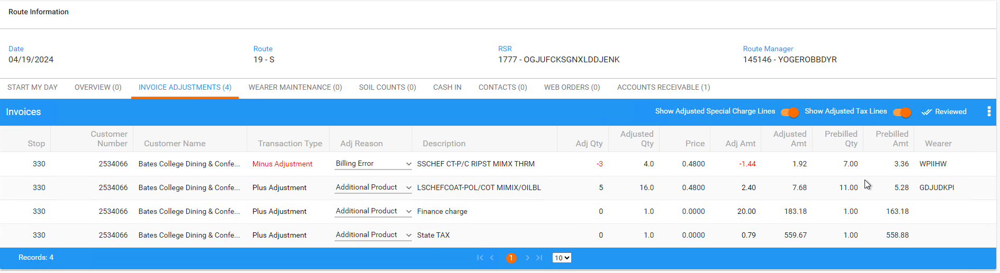 Route Information
Date Route RSR Route Manager
04/19/2024 19 - S 1777 - OGJUFCKSGNXLDDJENK 145146 - YOGEROBBDYR
START MY DAY OVERVIEW (0) INVOICE ADJUSTMENTS (4) WEARER MAINTENANCE (0) SOIL COUNTS (0) CASH IN CONTACTS (0) WEB ORDERS (0) ACCOUNTS RECEIVABLE (1)
Invoices Show Adjusted Special Charge Lines Show Adjusted Tax Lines Reviewed
Stop Customer Number Customer Name Transaction Type Adj Reason Description Adj Qty Adjusted Qty Price Adj Amt Adjusted Amt Prebilled Qty Prebilled Amt Wearer
330 2534066 Bates College Dining & Confe... Minus Adjustment Billing Error SSCHEF CT-P/C RIPST MIMX THRM -3 4.0 0.4800 -1.44 1.92 7.00 3.36 WPIIHW
330 2534066 Bates College Dining & Confe... Plus Adjustment Additional Product LSCHEFCOAT-POL/COT MIMIX/OILBL 5 16.0 0.4800 2.40 7.68 11.00 5.28 GDJUDKPI
330 2534066 Bates College Dining & Confe... Plus Adjustment Additional Product Finance charge 0 1.0 0.0000 20.00 183.18 1.00 163.18
330 2534066 Bates College Dining & Confe... Plus Adjustment Additional Product State TAX 0 1.0 0.0000 0.79 559.67 1.00 558.88
Records: 4 1 10